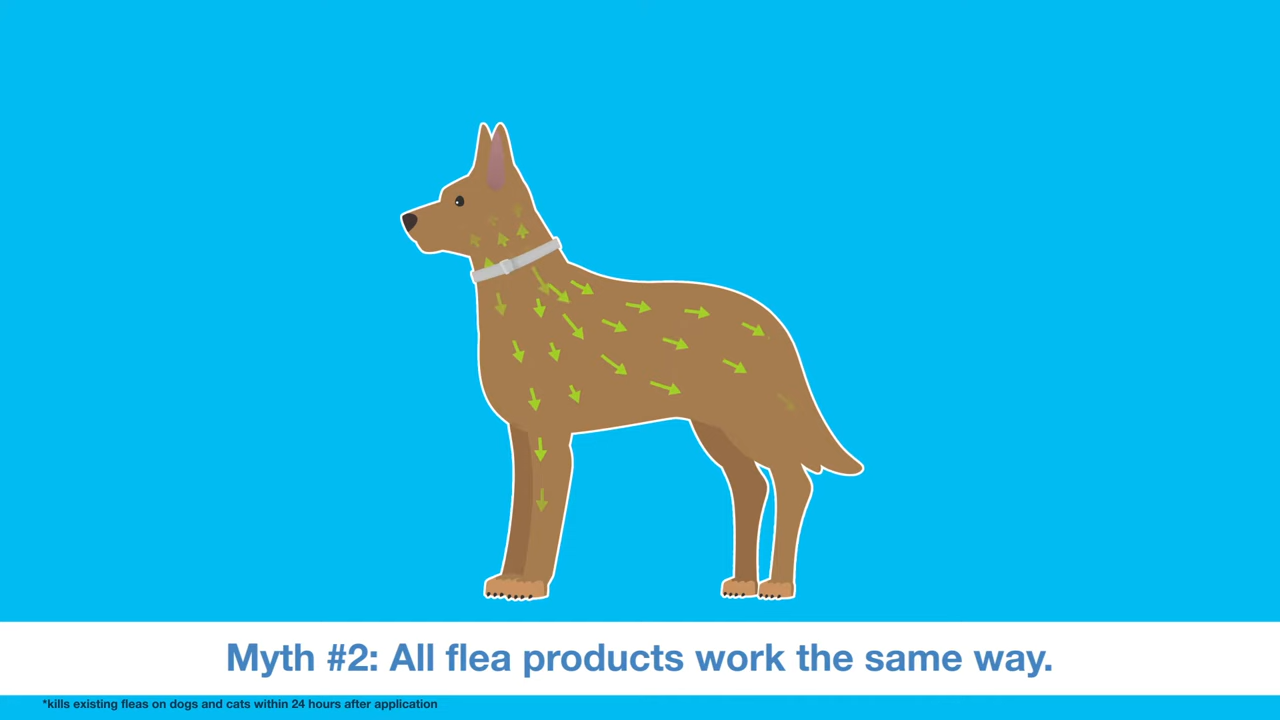 Myth #2: All flea products work the same way.
*kills existing fleas on dogs and cats within 24 hours after application